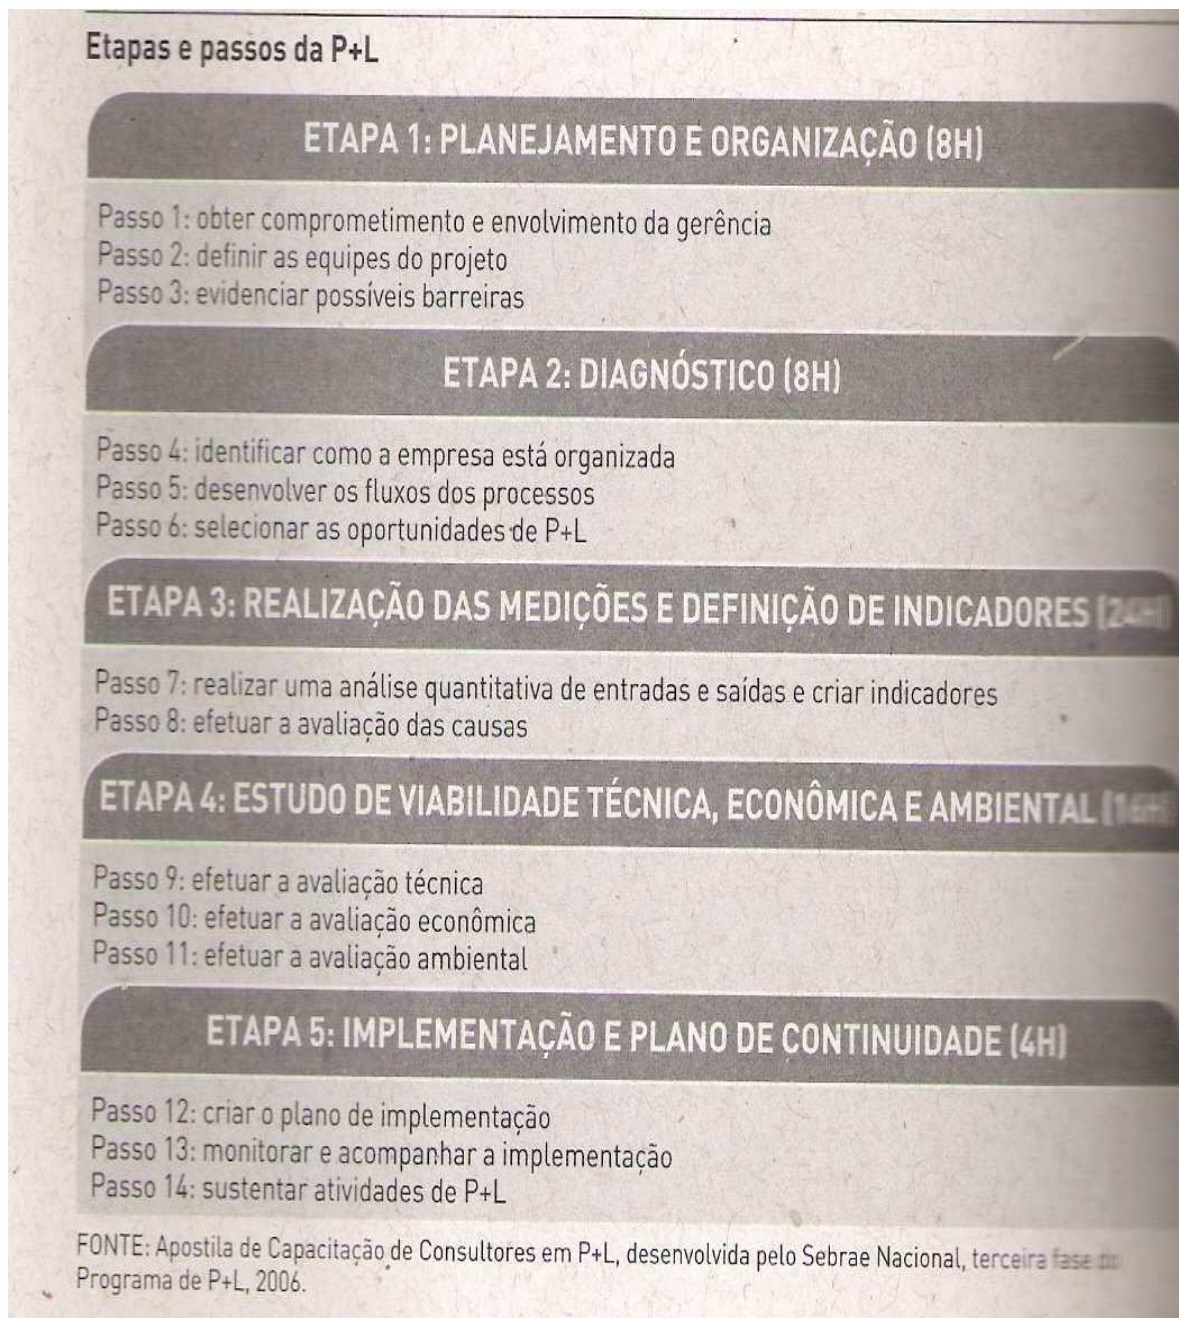 Etapas e passos da P+L
ETAPA 1: PLANEJAMENTO E ORGANIZAÇÃO (8H)
Passo 1: obter comprometimento e envolvimento da gerência
Passo 2: definir as equipes do projeto
Passo 3: evidenciar possíveis barreiras
ETAPA 2: DIAGNÓSTICO (8H)
Passo 4: identificar como a empresa está organizada
Passo 5: desenvolver os fluxos dos processos
Passo 6: selecionar as oportunidades de P+L
ETAPA 3: REALIZAÇÃO DAS MEDIÇÕES E DEFINIÇÃO DE INDICADORES (24H)
Passo 7: realizar uma análise quantitativa de entradas e saídas e criar indicadores
Passo 8: efetuar a avaliação das causas
ETAPA 4: ESTUDO DE VIABILIDADE TÉCNICA, ECONÔMICA E AMBIENTAL (16H)
Passo 9: efetuar a avaliação técnica
Passo 10: efetuar a avaliação econômica
Passo 11: efetuar a avaliação ambiental
ETAPA 5: IMPLEMENTAÇÃO E PLANO DE CONTINUIDADE (4H)
Passo 12: criar o plano de implementação
Passo 13: monitorar e acompanhar a implementação
Passo 14: sustentar atividades de P+L
FONTE: Apostila de Capacitação de Consultores em P+L, desenvolvida pelo Sebrae Nacional, terceira fase do
Programa de P+L, 2006.